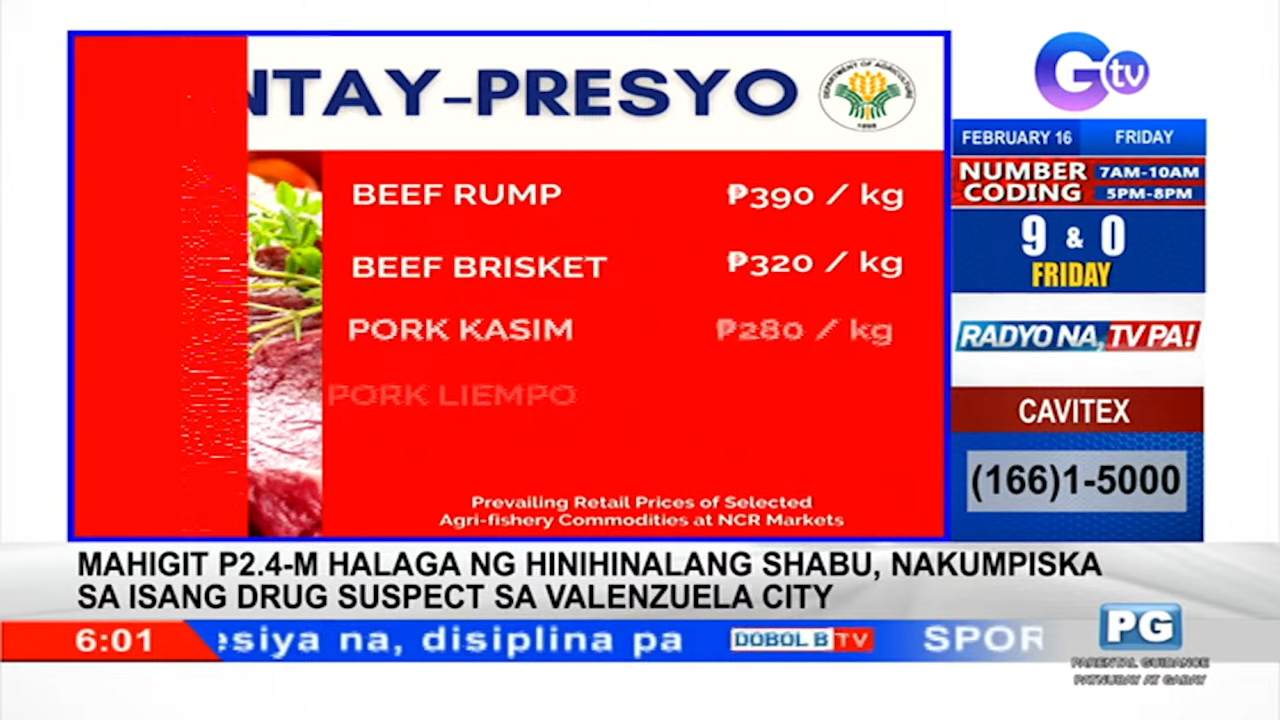 NTAY-PRESYO
DEPARTMENT OF AGRICULTURE
1898
BEEF RUMP ₱390 / kg
BEEF BRISKET ₱320 / kg
PORK KASIM ₱280 / kg
PORK LIEMPO
Prevailing Retail Prices of Selected
Agri-fishery Commodities at NCR Markets
Gtv
FEBRUARY 16 FRIDAY
NUMBER CODING 7AM-10AM
5PM-8PM
9 & 0
FRIDAY
RADYO NA, TV PA!
CAVITEX
(166)1-5000
MAHIGIT P2.4-M HALAGA NG HINIHINALANG SHABU, NAKUMPISKA
SA ISANG DRUG SUSPECT SA VALENZUELA CITY
6:01 esiya na, disiplina pa DOBOL B TV SPOR
PG
PARENTAL GUIDANCE
PATNUBAY AT GABAY